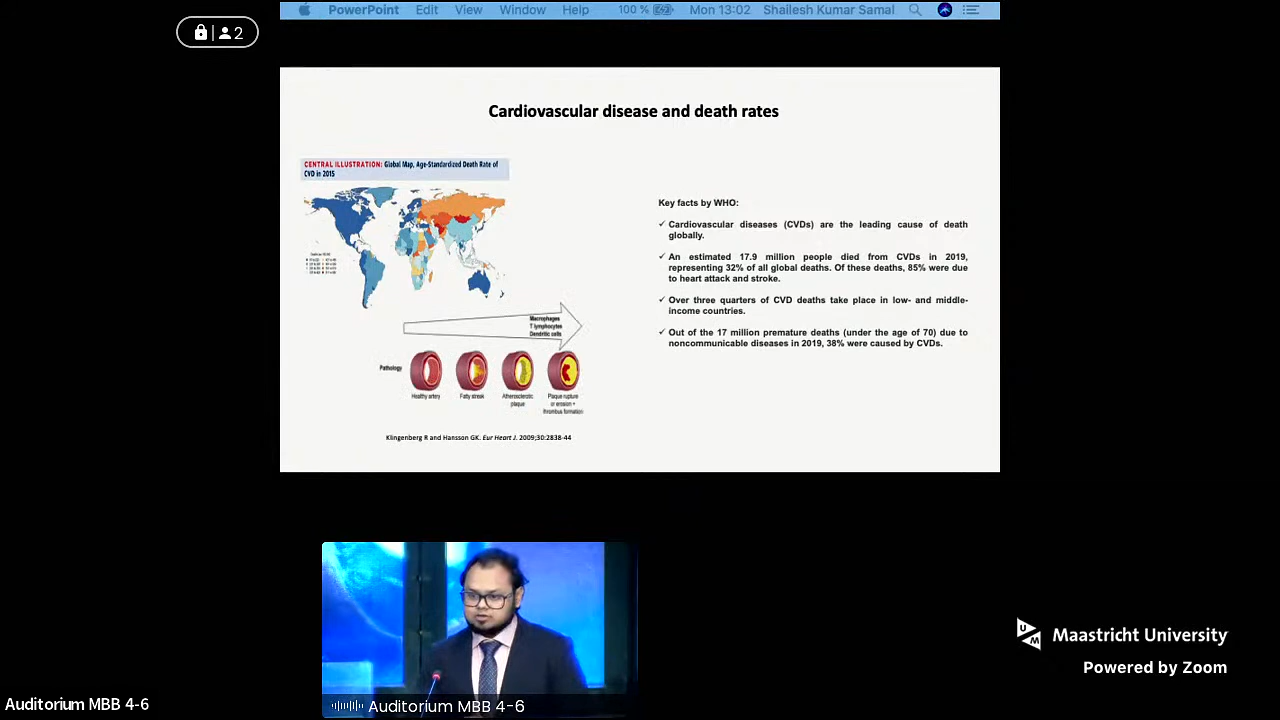 PowerPoint Edit View Window Help 100 % Mon 13:02 Shailesh Kumar Samal
2
Cardiovascular disease and death rates
CENTRAL ILLUSTRATION: Global Map, Age-Standardized Death Rate of
CVD in 2015
Key facts by WHO:
✓ Cardiovascular diseases (CVDs) are the leading cause of death
globally.
✓ An estimated 17.9 million people died from CVDs in 2019,
representing 32% of all global deaths. Of these deaths, 85% were due
to heart attack and stroke.
✓ Over three quarters of CVD deaths take place in low- and middle-
income countries.
✓ Out of the 17 million premature deaths (under the age of 70) due to
noncommunicable diseases in 2019, 38% were caused by CVDs.
Macrophages
T lymphocytes
Dendritic cells
Pathology
Healthy artery
Fatty streak
Atherosclerotic
plaque
Plaque rupture
or erosion +
thrombus formation
Klingenberg R and Hansson GK. Eur Heart J. 2009;30:2838-44
UM Maastricht University
Powered by Zoom
Auditorium MBB 4-6
Auditorium MBB 4-6